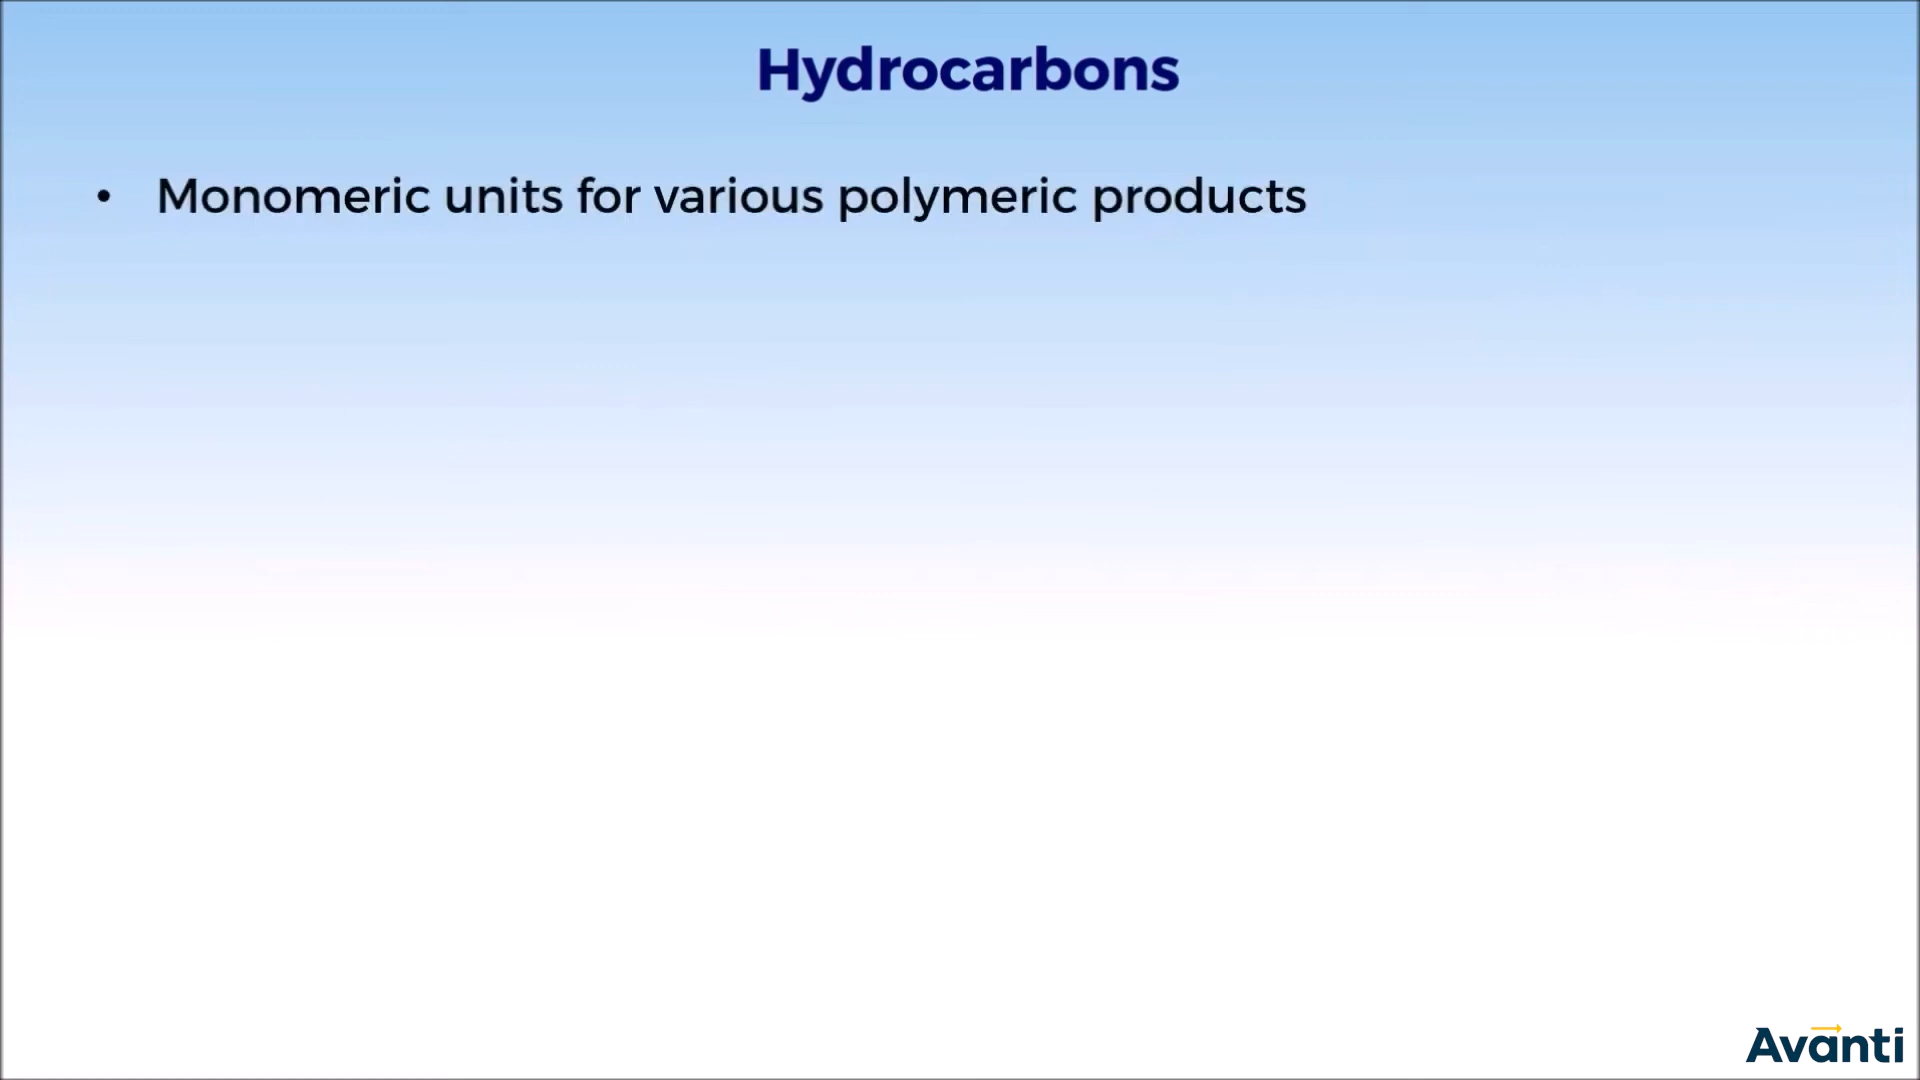 Hydrocarbons
• Monomeric units for various polymeric products
Avanti